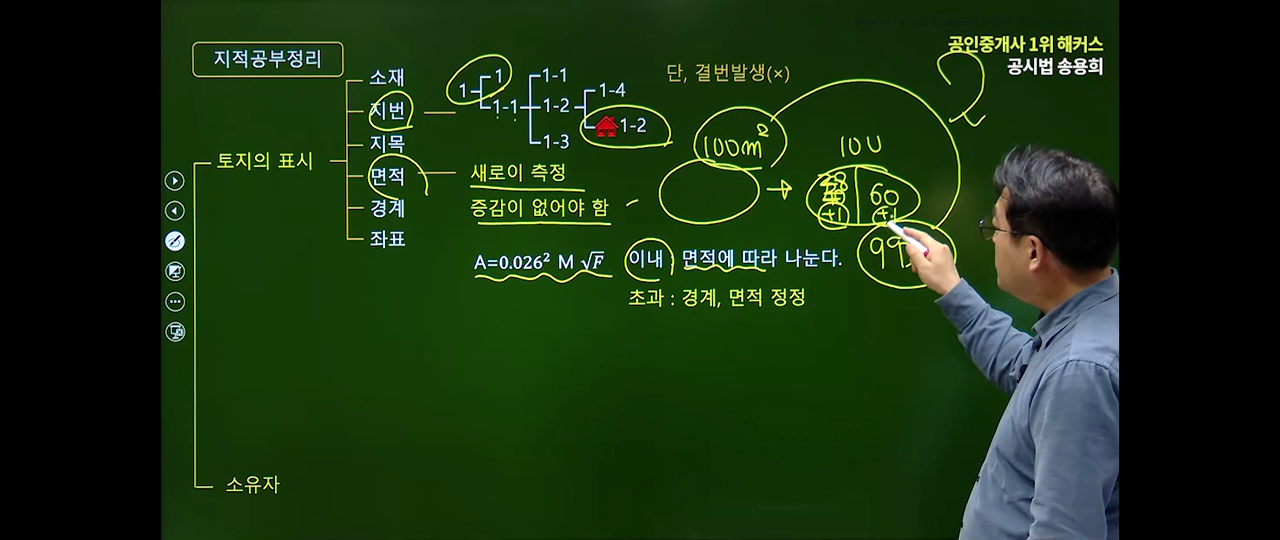 공인중개사 1위 해커스
공시법 송용희
지적공부정리
단, 결번발생(×)
소재
지번
지목
면적
경계
좌표
토지의 표시
소유자
1
1
1-1
1-1
1-2
1-3
1-4
1-2
새로이 측정
증감이 없어야 함
A=0.026² M √F
이내
면적에 따라 나눈다.
초과 : 경계, 면적 정정
100m²
100
60
+1
+1
99
2